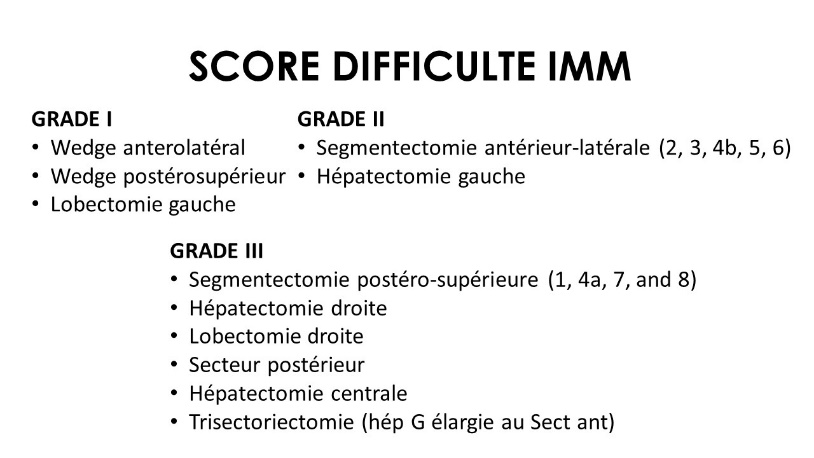 SCORE DIFFICULTE IMM
GRADE I
• Wedge anterolatéral
• Wedge postérosupérieur
• Lobectomie gauche
GRADE II
• Segmentectomie antérieur-latérale (2, 3, 4b, 5, 6)
• Hépatectomie gauche
GRADE III
• Segmentectomie postéro-supérieure (1, 4a, 7, and 8)
• Hépatectomie droite
• Lobectomie droite
• Secteur postérieur
• Hépatectomie centrale
• Trisectoriectomie (hép G élargie au Sect ant)